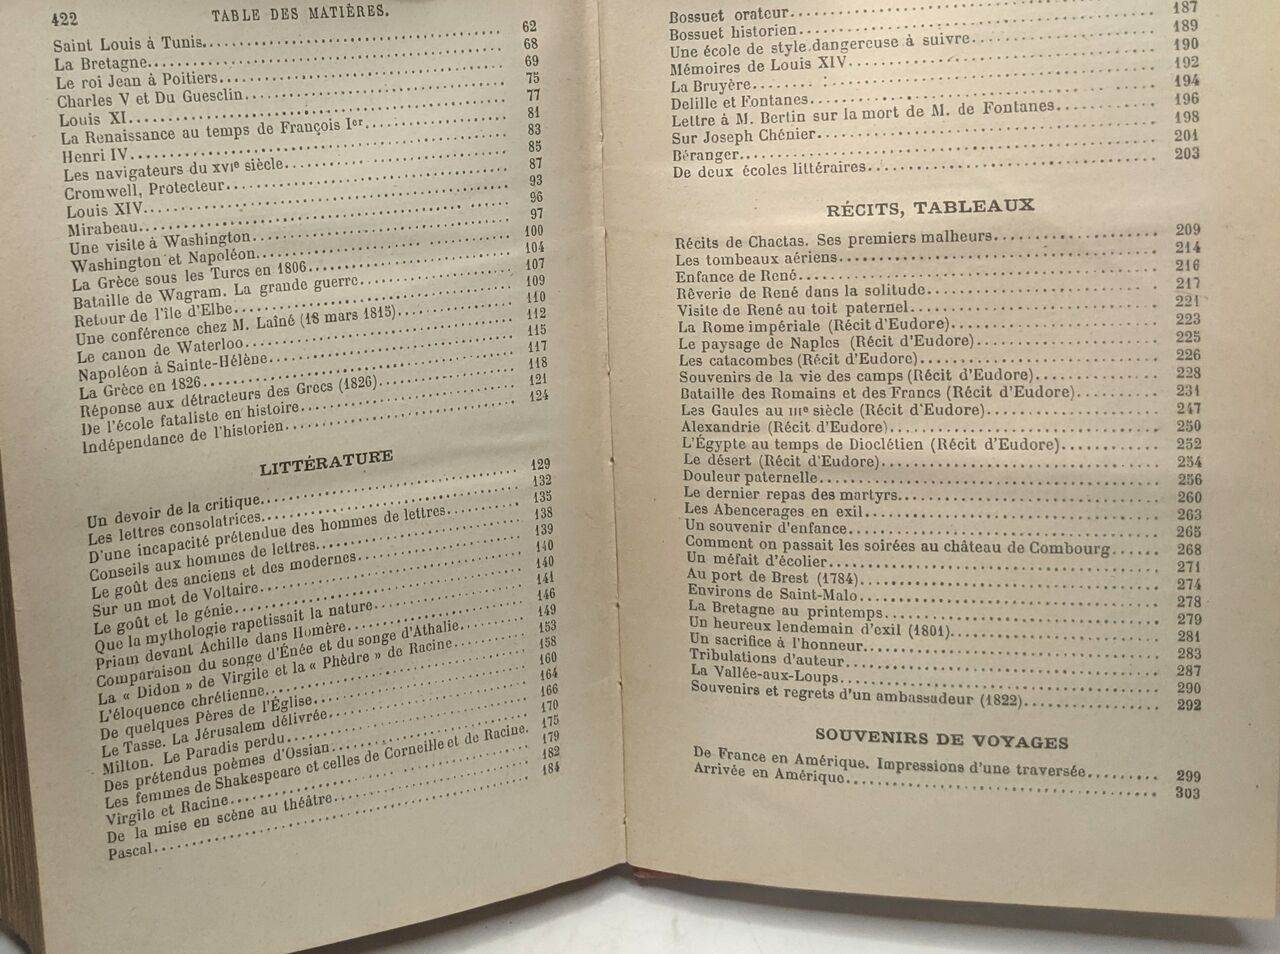 422 TABLE DES MATIÈRES.
Saint Louis à Tunis........ 62
La Bretagne........ 68
Le roi Jean à Poitiers........ 69
Charles V et Du Guesclin........ 75
Louis XI........ 77
La Renaissance au temps de François Ier........ 81
Henri IV........ 83
Les navigateurs du XVIe siècle........ 85
Cromwell, Protecteur........ 87
Louis XIV........ 93
Mirabeau........ 96
Une visite à Washington........ 97
Washington et Napoléon........ 100
La Grèce sous les Turcs en 1806........ 104
Bataille de Wagram. La grande guerre........ 107
Retour de l'île d'Elbe........ 109
Une conférence chez M. Laîné (18 mars 1815)........ 110
Le canon de Waterloo........ 112
Napoléon à Sainte-Hélène........ 115
La Grèce en 1826........ 117
Réponse aux détracteurs des Grecs (1826)........ 118
De l'école fataliste en histoire........ 121
Indépendance de l'historien........ 124
LITTÉRATURE
Un devoir de la critique........ 129
Les lettres consolatrices........ 132
D'une incapacité prétendue des hommes de lettres........ 135
Conseils aux hommes de lettres........ 138
Le goût des anciens et des modernes........ 139
Sur un mot de Voltaire........ 140
Le goût et le génie........ 140
Que la mythologie rapetissait la nature........ 141
Priam devant Achille dans Homère........ 146
Comparaison du songe d'Énée et du songe d'Athalie........ 149
La « Didon » de Virgile et la « Phèdre » de Racine........ 153
L'éloquence chrétienne........ 158
De quelques Pères de l'Église........ 160
Le Tasse. La Jérusalem délivrée........ 164
Milton. Le Paradis perdu........ 166
Des prétendus poèmes d'Ossian........ 170
Les femmes de Shakespeare et celles de Corneille et de Racine. 175
Virgile et Racine........ 179
De la mise en scène au théâtre........ 182
Pascal........ 184
Bossuet orateur........
Bossuet historien........ 187
Une école de style dangereuse à suivre........ 189
Mémoires de Louis XIV........ 190
La Bruyère........ 192
Delille et Fontanes........ 194
Lettre à M. Bertin sur la mort de M. de Fontanes........ 196
Sur Joseph Chénier........ 198
Béranger........ 201
De deux écoles littéraires........ 203
RÉCITS, TABLEAUX
Récits de Chactas. Ses premiers malheurs........ 209
Les tombeaux aériens........ 214
Enfance de René........ 216
Rêverie de René dans la solitude........ 217
Visite de René au toit paternel........ 221
La Rome impériale (Récit d'Eudore)........ 223
Le paysage de Naples (Récit d'Eudore)........ 225
Les catacombes (Récit d'Eudore)........ 226
Souvenirs de la vie des camps (Récit d'Eudore)........ 228
Bataille des Romains et des Francs (Récit d'Eudore)........ 231
Les Gaules au IIIe siècle (Récit d'Eudore)........ 247
Alexandrie (Récit d'Eudore)........ 250
L'Égypte au temps de Dioclétien (Récit d'Eudore)........ 252
Le désert (Récit d'Eudore)........ 254
Douleur paternelle........ 256
Le dernier repas des martyrs........ 260
Les Abencerages en exil........ 263
Un souvenir d'enfance........ 265
Comment on passait les soirées au château de Combourg...... 268
Un méfait d'écolier........ 271
Au port de Brest (1784)........ 274
Environs de Saint-Malo........ 278
La Bretagne au printemps........ 279
Un heureux lendemain d'exil (1801)........ 281
Un sacrifice à l'honneur........ 283
Tribulations d'auteur........ 287
La Vallée-aux-Loups........ 290
Souvenirs et regrets d'un ambassadeur (1822)........ 292
SOUVENIRS DE VOYAGES
De France en Amérique. Impressions d'une traversée........ 299
Arrivée en Amérique........ 303